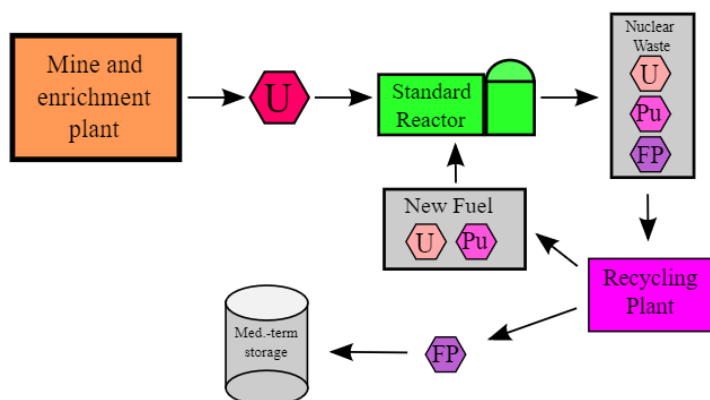 Mine and
enrichment
plant
U
Standard
Reactor
Nuclear
Waste
U
Pu
FP
New Fuel
U Pu
Recycling
Plant
FP
Med.-term
storage